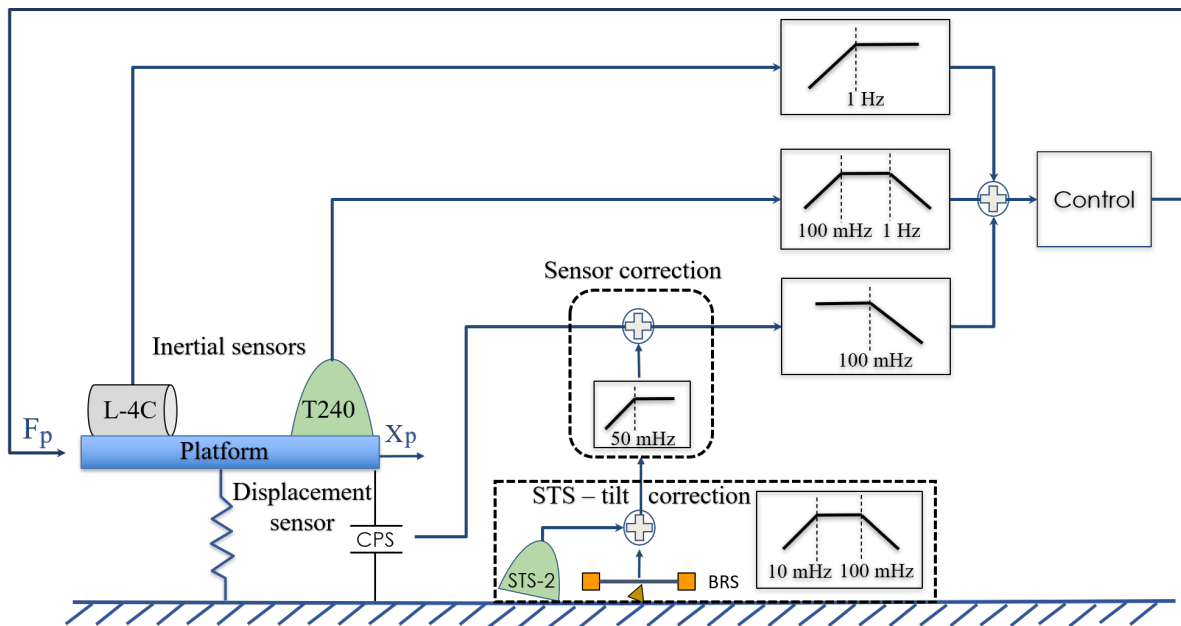 1 Hz
100 mHz 1 Hz
Control
Sensor correction
100 mHz
Inertial sensors
L-4C
T240
50 mHz
Fp
Xp
Platform
Displacement
sensor
STS – tilt correction
CPS
STS-2
BRS
10 mHz 100 mHz